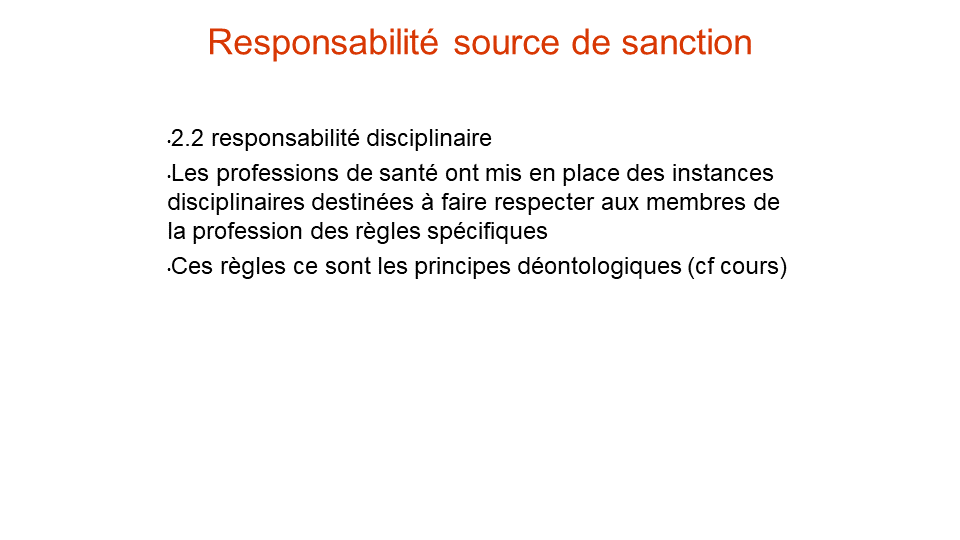 Responsabilité source de sanction
•2.2 responsabilité disciplinaire
•Les professions de santé ont mis en place des instances
disciplinaires destinées à faire respecter aux membres de
la profession des règles spécifiques
•Ces règles ce sont les principes déontologiques (cf cours)